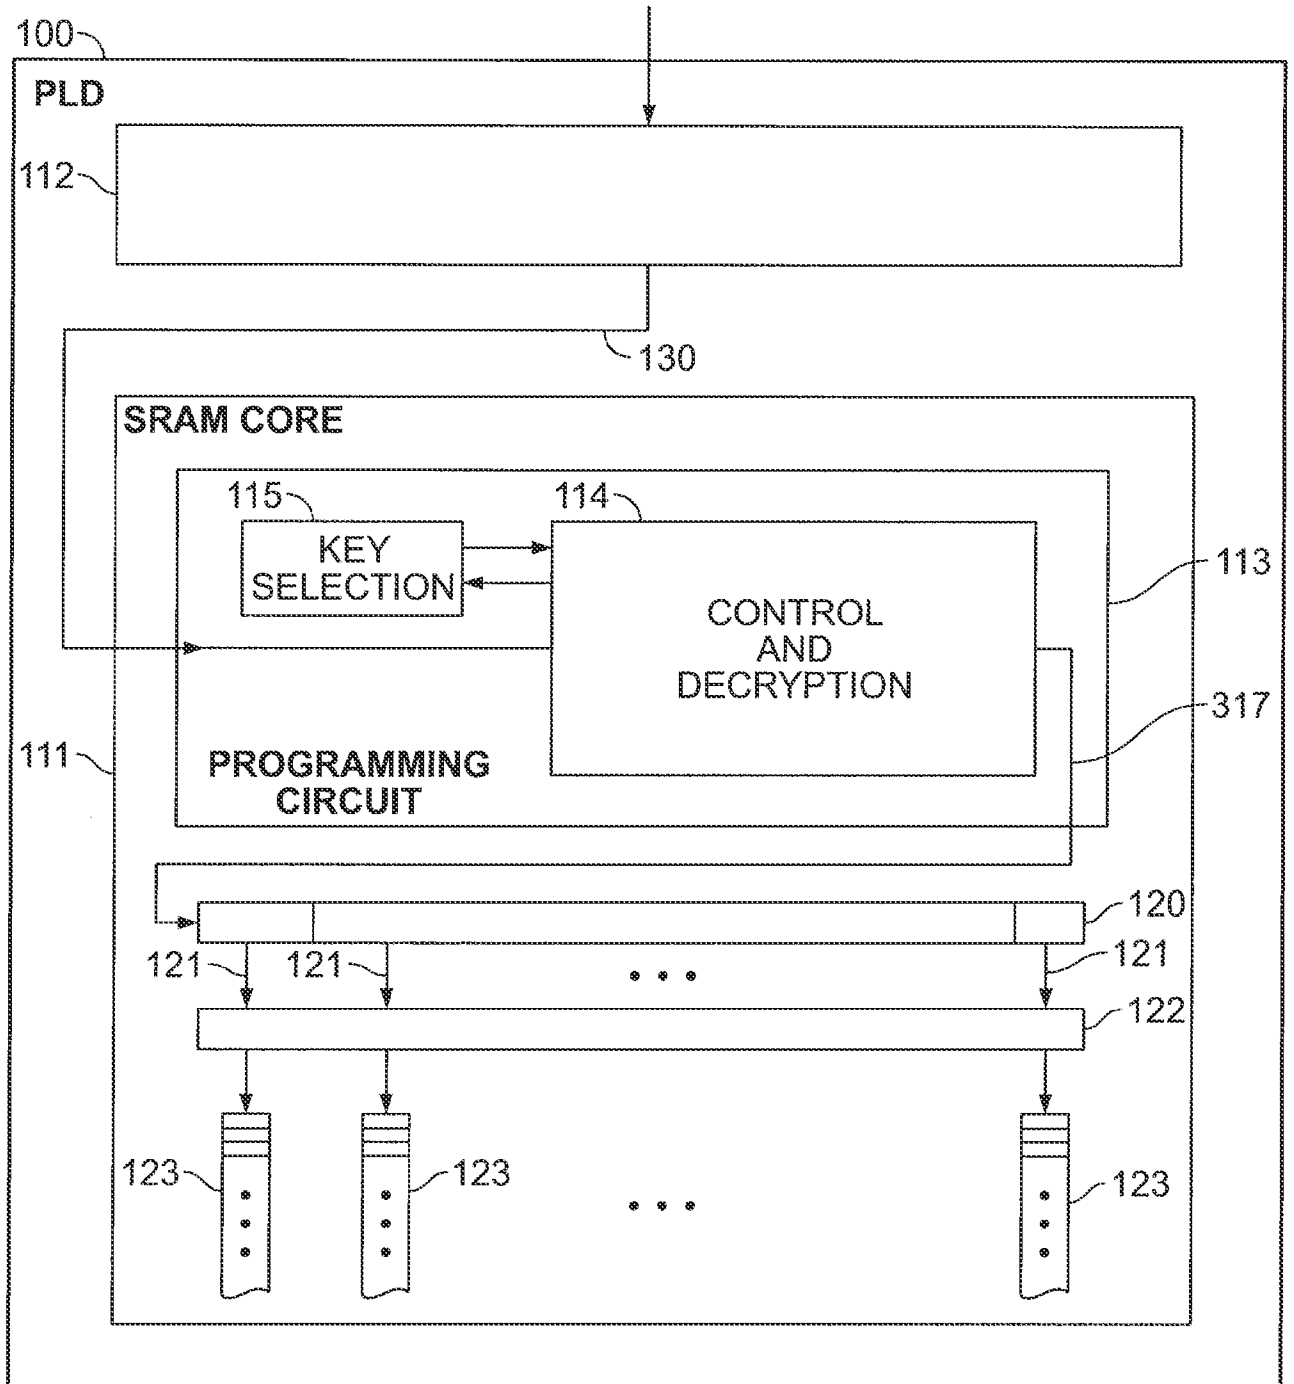 100
PLD
112
130
SRAM CORE
115
114
KEY
SELECTION
113
CONTROL
AND
DECRYPTION
317
111
PROGRAMMING
CIRCUIT
120
121
121
121
122
123
123
123